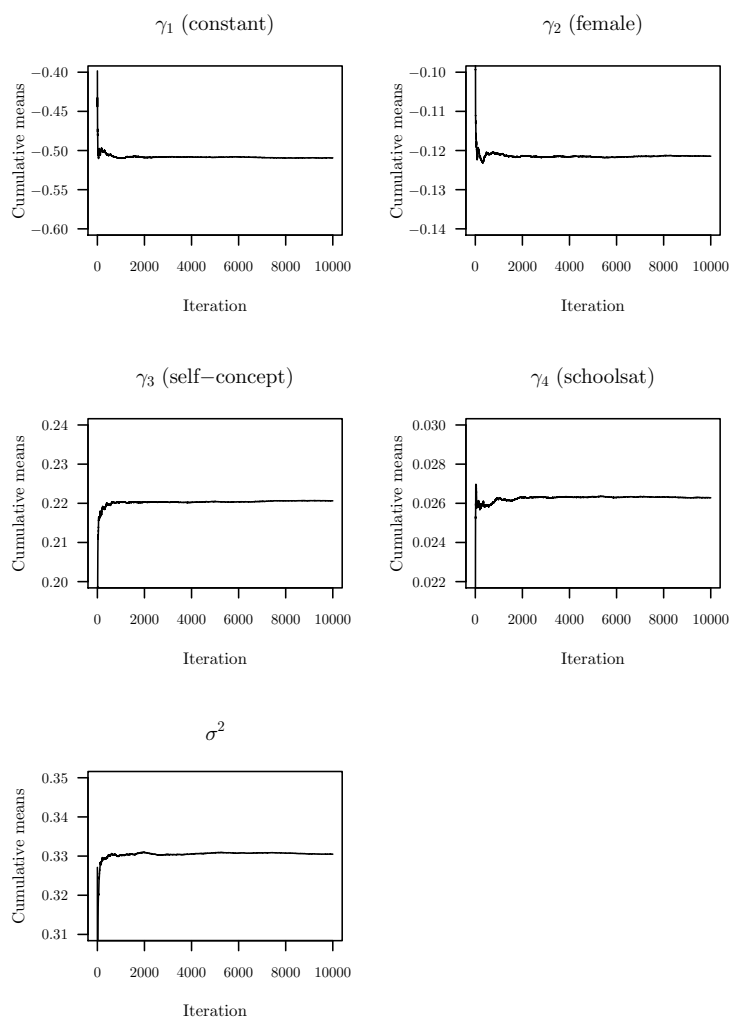 γ₁ (constant)
Cumulative means
−0.40
−0.45
−0.50
−0.55
−0.60
0 2000 4000 6000 8000 10000
Iteration
γ₂ (female)
Cumulative means
−0.10
−0.11
−0.12
−0.13
−0.14
0 2000 4000 6000 8000 10000
Iteration
γ₃ (self−concept)
Cumulative means
0.24
0.23
0.22
0.21
0.20
0 2000 4000 6000 8000 10000
Iteration
γ₄ (schoolsat)
Cumulative means
0.030
0.028
0.026
0.024
0.022
0 2000 4000 6000 8000 10000
Iteration
σ²
Cumulative means
0.35
0.34
0.33
0.32
0.31
0 2000 4000 6000 8000 10000
Iteration